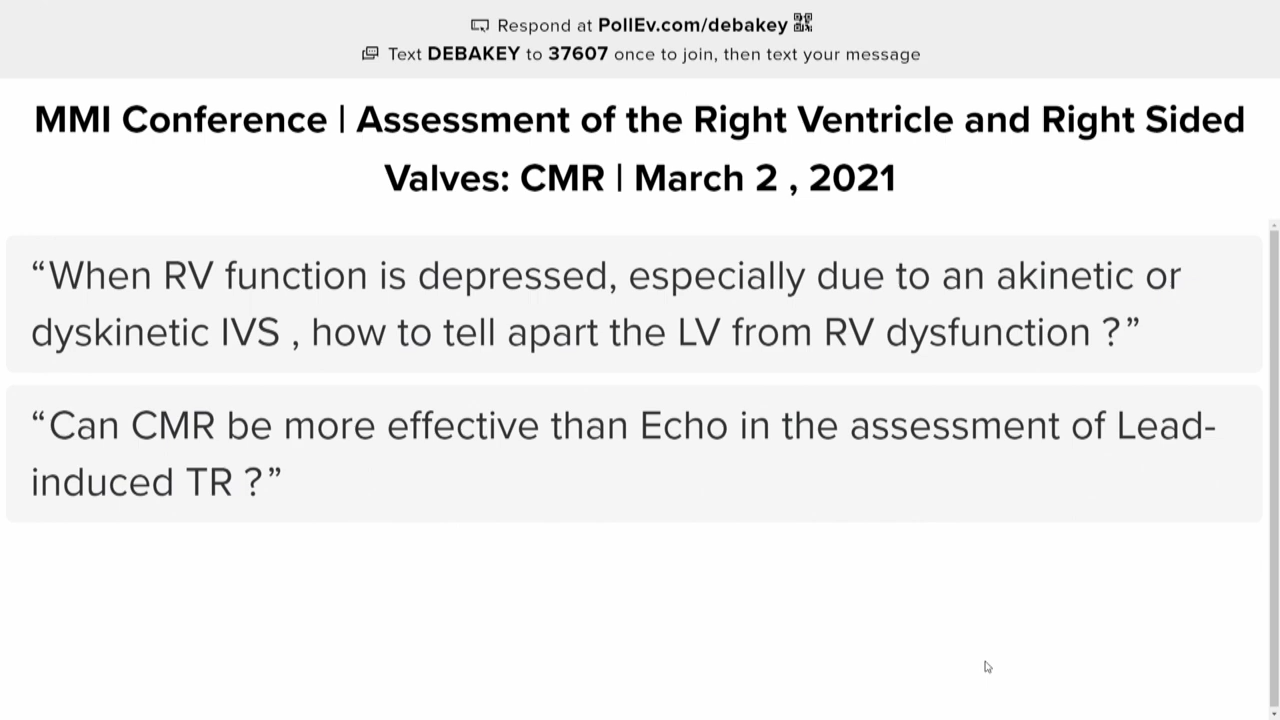 Respond at PollEv.com/debakey
Text DEBAKEY to 37607 once to join, then text your message
MMI Conference | Assessment of the Right Ventricle and Right Sided
Valves: CMR | March 2 , 2021
“When RV function is depressed, especially due to an akinetic or
dyskinetic IVS , how to tell apart the LV from RV dysfunction ?”
“Can CMR be more effective than Echo in the assessment of Lead-
induced TR ?”